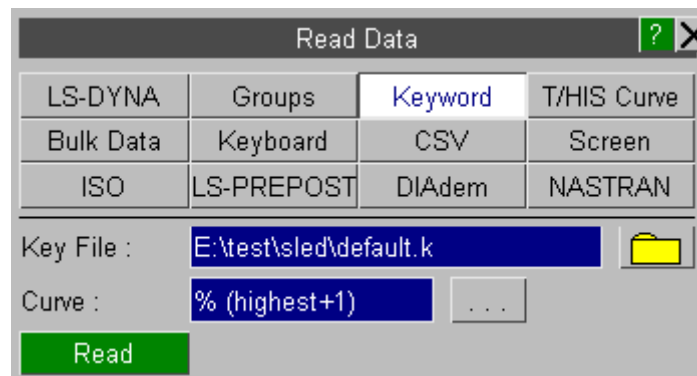 Read Data ? X
LS-DYNA Groups Keyword T/HIS Curve
Bulk Data Keyboard CSV Screen
ISO LS-PREPOST DIAdem NASTRAN
Key File : E:\test\sled\default.k
Curve : % (highest+1) ...
Read